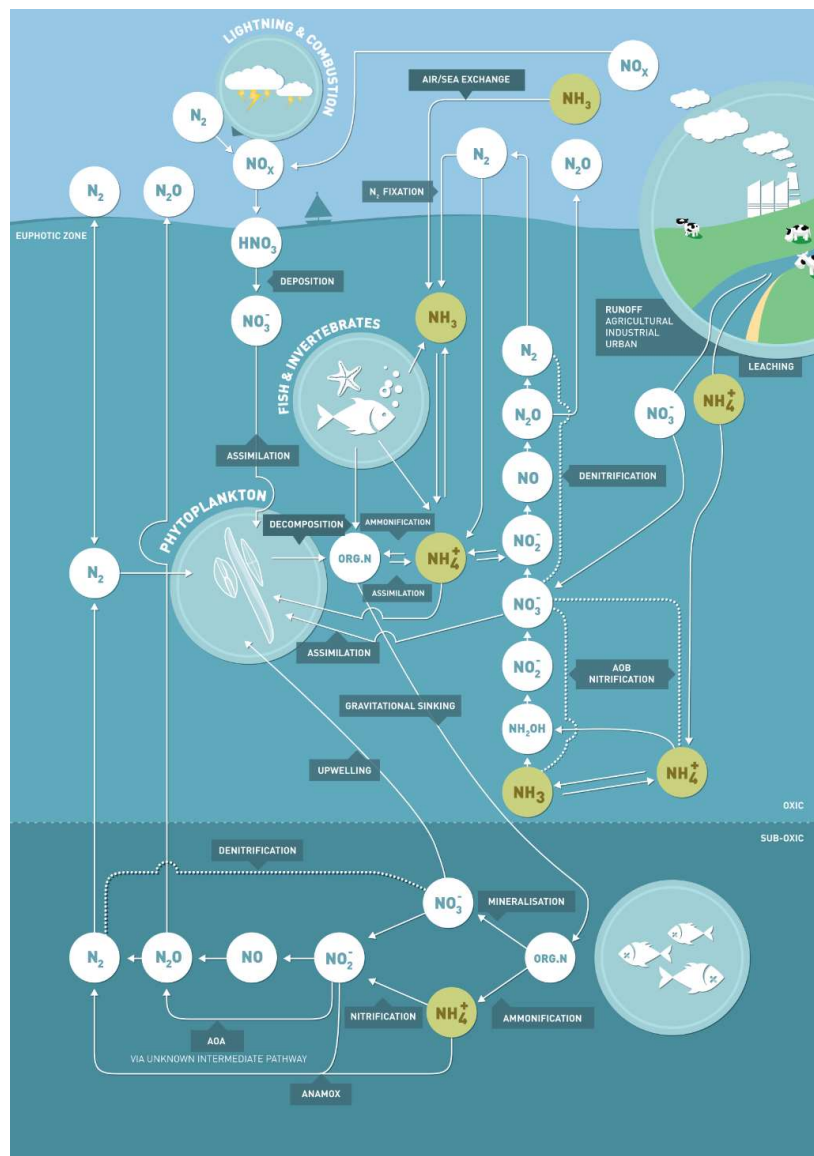 LIGHTNING & COMBUSTION
NOₓ
AIR/SEA EXCHANGE
NH₃
N₂
NOₓ
N₂
N₂O
N₂
N₂O
N₂ FIXATION
EUPHOTIC ZONE
HNO₃
DEPOSITION
NO₃⁻
NH₃
FISH & INVERTEBRATES
RUNOFF
AGRICULTURAL
INDUSTRIAL
URBAN
LEACHING
N₂
NO₃⁻
NH₄⁺
N₂O
ASSIMILATION
NO
DENITRIFICATION
PHYTOPLANKTON
DECOMPOSITION
AMMONIFICATION
NO₂⁻
N₂
ORG.N
NH₄⁺
ASSIMILATION
NO₃⁻
ASSIMILATION
NO₂⁻
AOB
NITRIFICATION
GRAVITATIONAL SINKING
NH₂OH
UPWELLING
NH₃
NH₄⁺
OXIC
SUB-OXIC
DENITRIFICATION
NO₃⁻
MINERALISATION
N₂
N₂O
NO
NO₂⁻
ORG.N
NITRIFICATION
NH₄⁺
AMMONIFICATION
AOA
VIA UNKNOWN INTERMEDIATE PATHWAY
ANAMOX